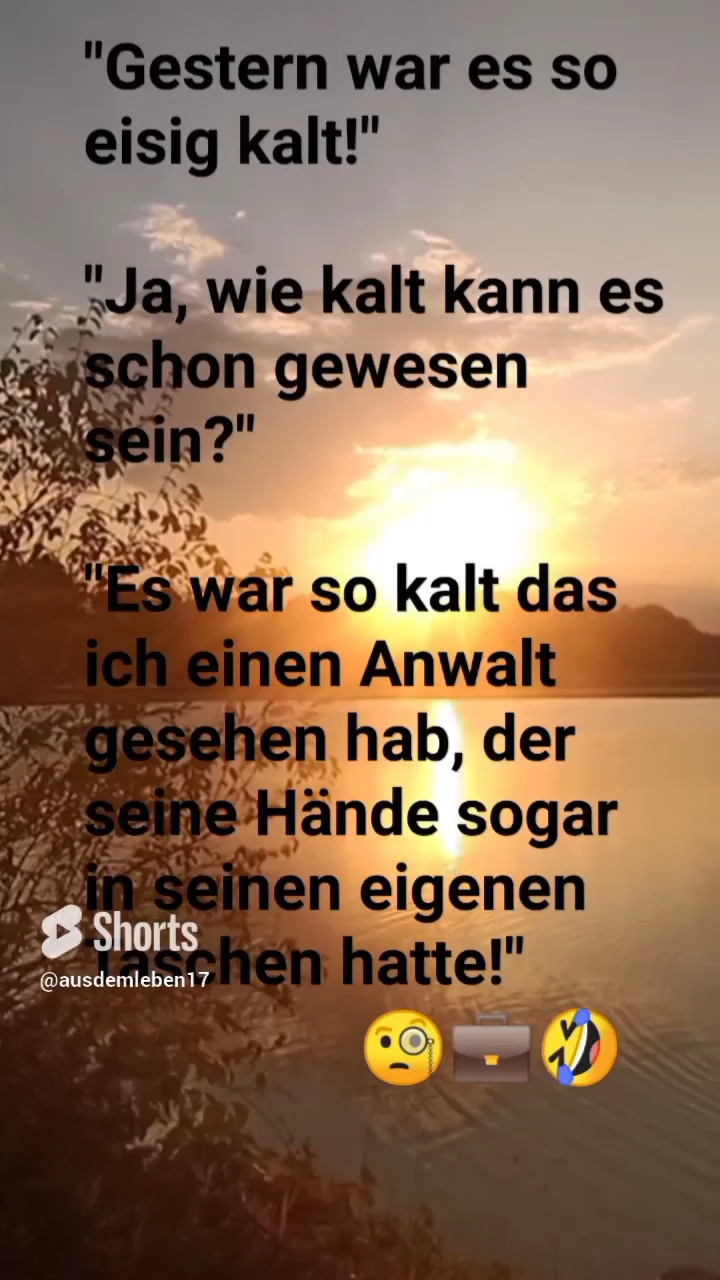 "Gestern war es so
eisig kalt!"
"Ja, wie kalt kann es
schon gewesen
sein?"
"Es war so kalt das
ich einen Anwalt
gesehen hab, der
seine Hände sogar
in seinen eigenen
Taschen hatte!"
Shorts
@ausdemleben17